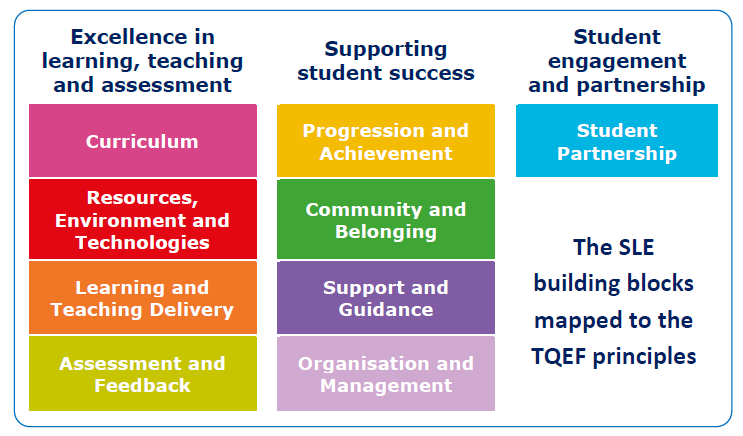 Excellence in
learning, teaching
and assessment
Curriculum
Resources,
Environment and
Technologies
Learning and
Teaching Delivery
Assessment and
Feedback
Supporting
student success
Progression and
Achievement
Community and
Belonging
Support and
Guidance
Organisation and
Management
Student
engagement
and partnership
Student
Partnership
The SLE
building blocks
mapped to the
TQEF principles